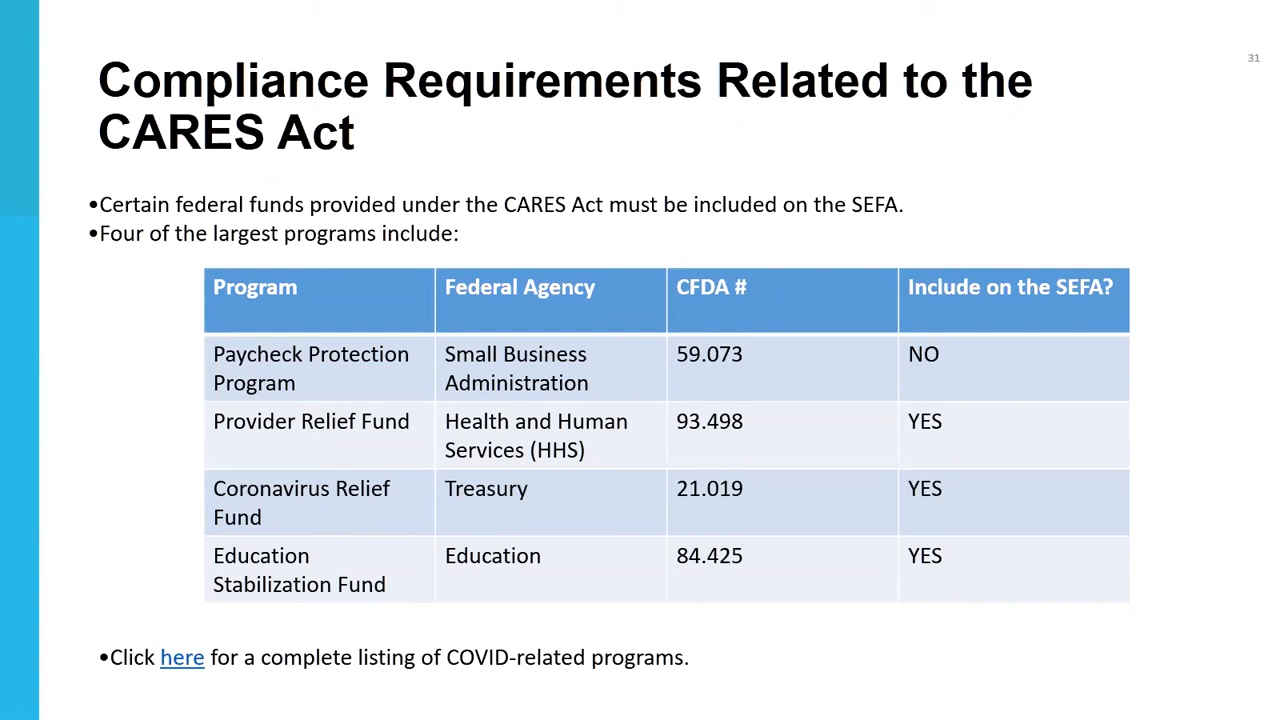 31
Compliance Requirements Related to the
CARES Act
•Certain federal funds provided under the CARES Act must be included on the SEFA.
•Four of the largest programs include:
Program Federal Agency CFDA # Include on the SEFA?
Paycheck Protection Small Business 59.073 NO
Program Administration
Provider Relief Fund Health and Human 93.498 YES
Services (HHS)
Coronavirus Relief Treasury 21.019 YES
Fund
Education Education 84.425 YES
Stabilization Fund
•Click here for a complete listing of COVID-related programs.